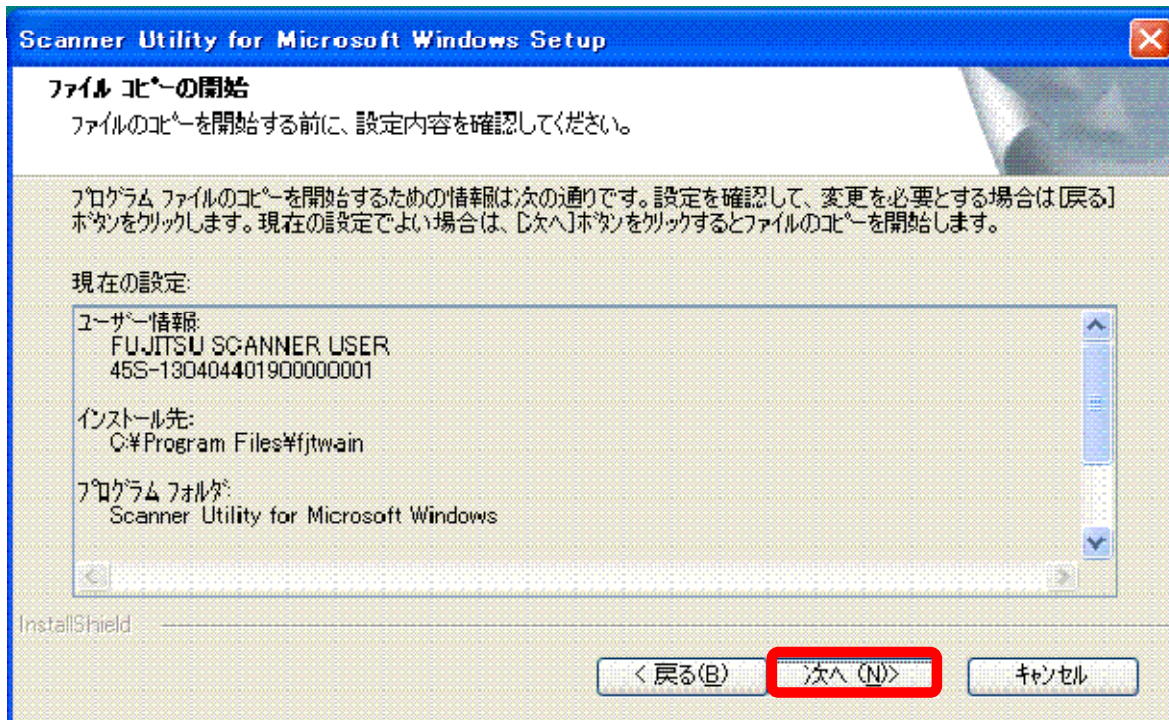 Scanner Utility for Microsoft Windows Setup
ファイル コピーの開始
ファイルのコピーを開始する前に、設定内容を確認してください。
プログラム ファイルのコピーを開始するための情報は次の通りです。設定を確認して、変更を必要とする場合は[戻る]
ボタンをクリックします。現在の設定でよい場合は、[次へ]ボタンをクリックするとファイルのコピーを開始します。
現在の設定:
ユーザー情報:
FUJITSU SCANNER USER
45S-130404401900000001
インストール先:
C:¥Program Files¥fjtwain
プログラム フォルダ:
Scanner Utility for Microsoft Windows
InstallShield
< 戻る(B)
次へ (N)>
キャンセル